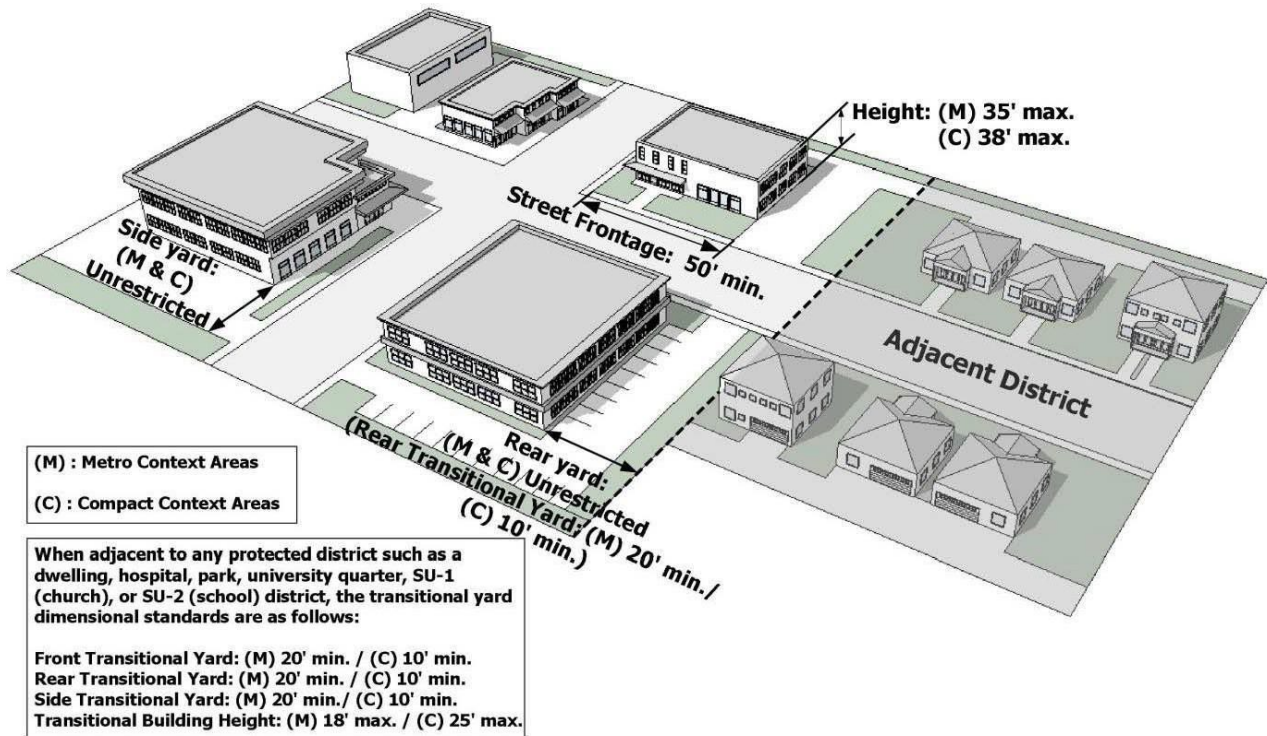 Height: (M) 35' max.
(C) 38' max.
Street Frontage: 50' min.
Side yard:
(M & C)
Unrestricted
Adjacent District
Rear yard:
(M & C) Unrestricted
(Rear Transitional Yard: (M) 20' min./
(C) 10' min.)
(M) : Metro Context Areas
(C) : Compact Context Areas
When adjacent to any protected district such as a
dwelling, hospital, park, university quarter, SU-1
(church), or SU-2 (school) district, the transitional yard
dimensional standards are as follows:
Front Transitional Yard: (M) 20' min. / (C) 10' min.
Rear Transitional Yard: (M) 20' min. / (C) 10' min.
Side Transitional Yard: (M) 20' min./ (C) 10' min.
Transitional Building Height: (M) 18' max. / (C) 25' max.